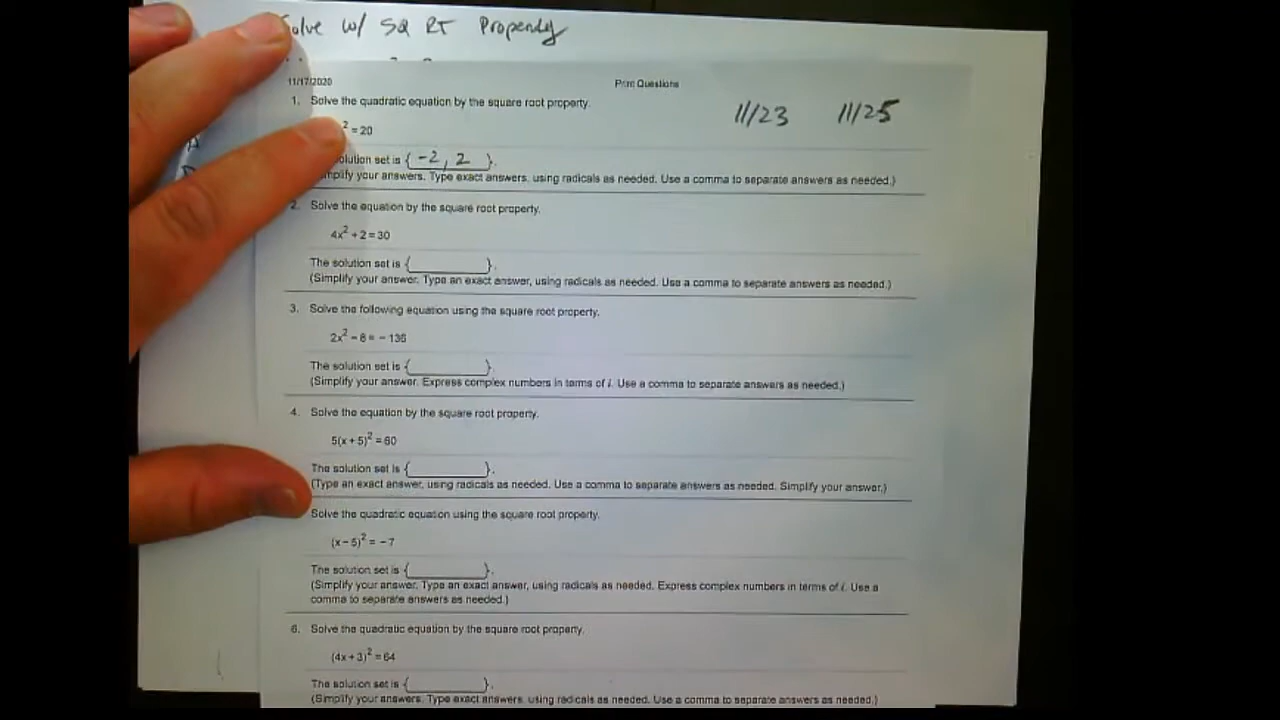 Solve w/ SQ RT Property
11/17/2020 Print Questions
1. Solve the quadratic equation by the square root property.
11/23 11/25
² = 20
solution set is { -2, 2 }.
Simplify your answers. Type exact answers, using radicals as needed. Use a comma to separate answers as needed.)
2. Solve the equation by the square root property.
4x² + 2 = 30
The solution set is { }.
(Simplify your answer. Type an exact answer, using radicals as needed. Use a comma to separate answers as needed.)
3. Solve the following equation using the square root property.
2x² − 8 = − 136
The solution set is { }.
(Simplify your answer. Express complex numbers in terms of i. Use a comma to separate answers as needed.)
4. Solve the equation by the square root property.
5(x + 5)² = 60
The solution set is { }.
(Type an exact answer, using radicals as needed. Use a comma to separate answers as needed. Simplify your answer.)
Solve the quadratic equation using the square root property.
(x − 5)² = − 7
The solution set is { }.
(Simplify your answer. Type an exact answer, using radicals as needed. Express complex numbers in terms of i. Use a
comma to separate answers as needed.)
6. Solve the quadratic equation by the square root property.
(4x + 3)² = 64
The solution set is { }.
(Simplify your answers. Type exact answers, using radicals as needed. Use a comma to separate answers as needed.)